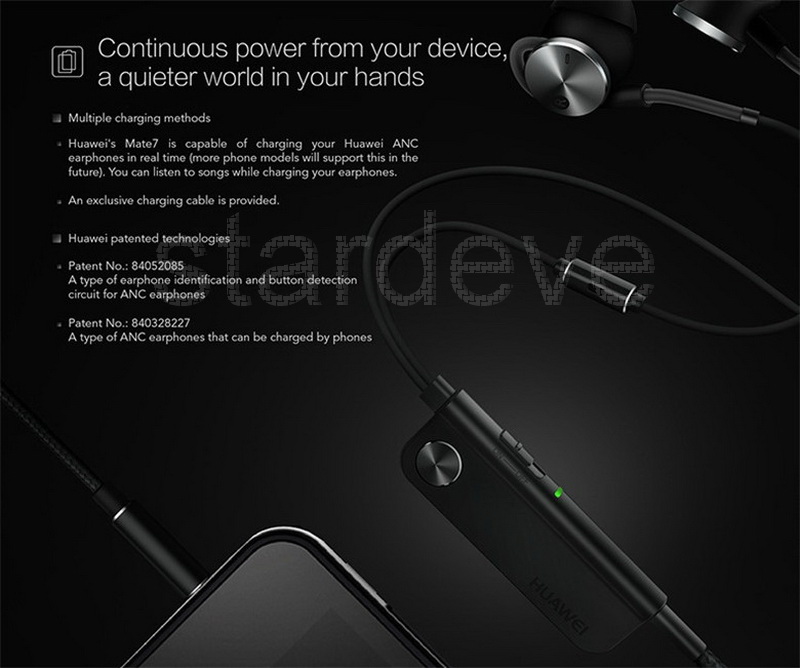 Continuous power from your device,
a quieter world in your hands
Multiple charging methods
Huawei's Mate7 is capable of charging your Huawei ANC
earphones in real time (more phone models will support this in the
future). You can listen to songs while charging your earphones.
An exclusive charging cable is provided.
stardeve
Huawei patented technologies
Patent No.: 84052085
A type of earphone identification and button detection
circuit for ANC earphones
Patent No.: 840328227
A type of ANC earphones that can be charged by phones
HUAWEI